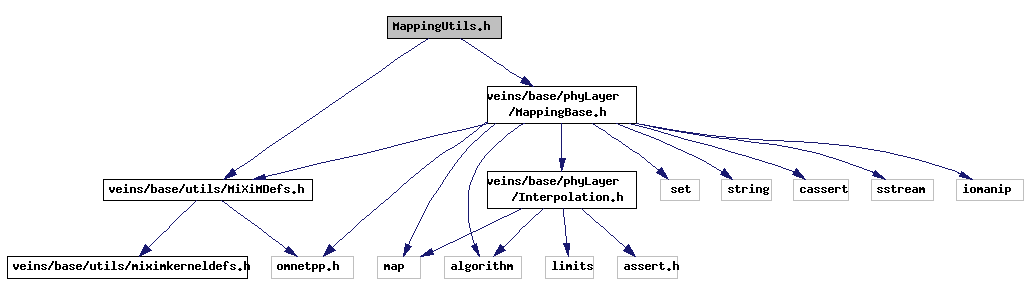 MappingUtils.h
veins/base/phyLayer
/MappingBase.h
veins/base/utils/MiXiMDefs.h
veins/base/phyLayer
/Interpolation.h
set
string
cassert
sstream
iomanip
veins/base/utils/miximkerneldefs.h
omnetpp.h
map
algorithm
limits
assert.h